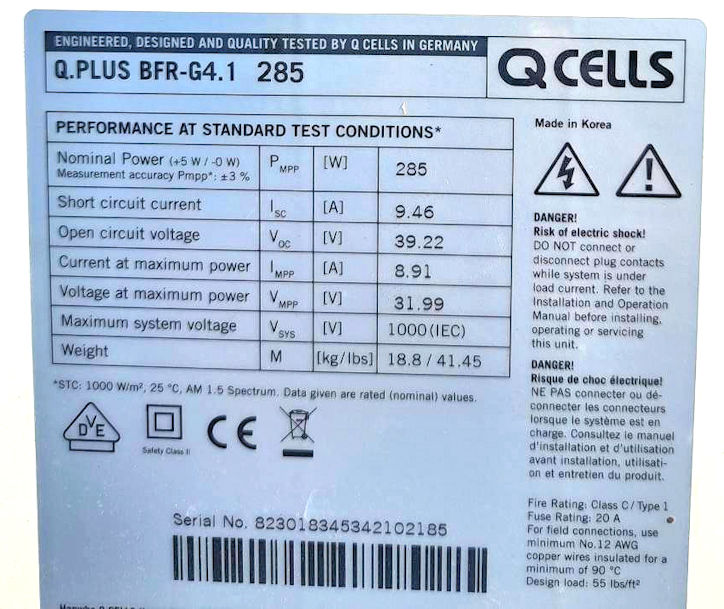 ENGINEERED, DESIGNED AND QUALITY TESTED BY Q CELLS IN GERMANY
Q.PLUS BFR-G4.1 285
Q CELLS
PERFORMANCE AT STANDARD TEST CONDITIONS*
Nominal Power (+5 W / -0 W)
Measurement accuracy Pmpp*: ±3 %
PMPP [W] 285
Short circuit current ISC [A] 9.46
Open circuit voltage VOC [V] 39.22
Current at maximum power IMPP [A] 8.91
Voltage at maximum power VMPP [V] 31.99
Maximum system voltage VSYS [V] 1000(IEC)
Weight M [kg/lbs] 18.8 / 41.45
*STC: 1000 W/m², 25 °C, AM 1.5 Spectrum. Data given are rated (nominal) values.
DVE
Safety Class II
CE
Serial No. 823018345342102185
Made in Korea
DANGER!
Risk of electric shock!
DO NOT connect or
disconnect plug contacts
while system is under
load current. Refer to the
Installation and Operation
Manual before installing,
operating or servicing
this unit.
DANGER!
Risque de choc électrique!
NE PAS connecter ou dé-
connecter les connecteurs
lorsque le système est en
charge. Consultez le manuel
d'installation et d'utilisation
avant installation, utilisati-
on et entretien du produit.
Fire Rating: Class C / Type 1
Fuse Rating: 20 A
For field connections, use
minimum No.12 AWG
copper wires insulated for a
minimum of 90 °C
Design load: 55 lbs/ft²